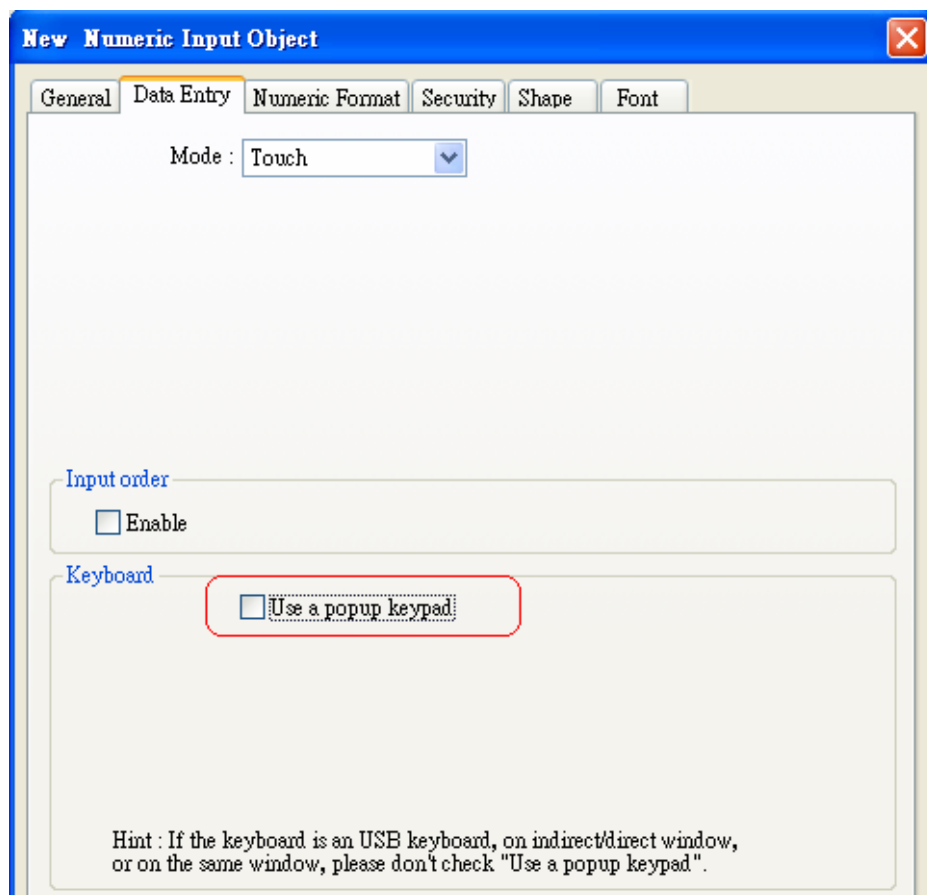 New Numeric Input Object
General Data Entry Numeric Format Security Shape Font
Mode : Touch
Input order
Enable
Keyboard
Use a popup keypad
Hint : If the keyboard is an USB keyboard, on indirect/direct window,
or on the same window, please don't check "Use a popup keypad".